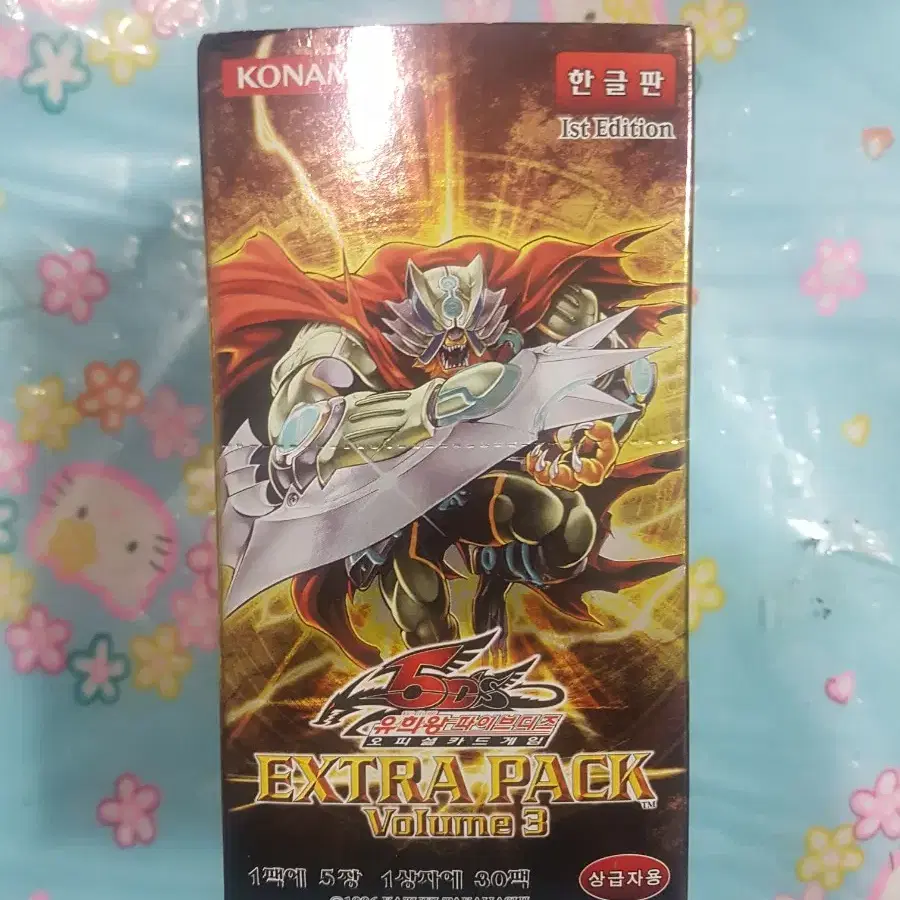 KONAM
한글판
1st Edition
5D's
유희왕 파이브디즈
오피셜카드게임
EXTRA PACK
TM
Volume 3
1팩에 5장 1상자에 30팩
상급자용